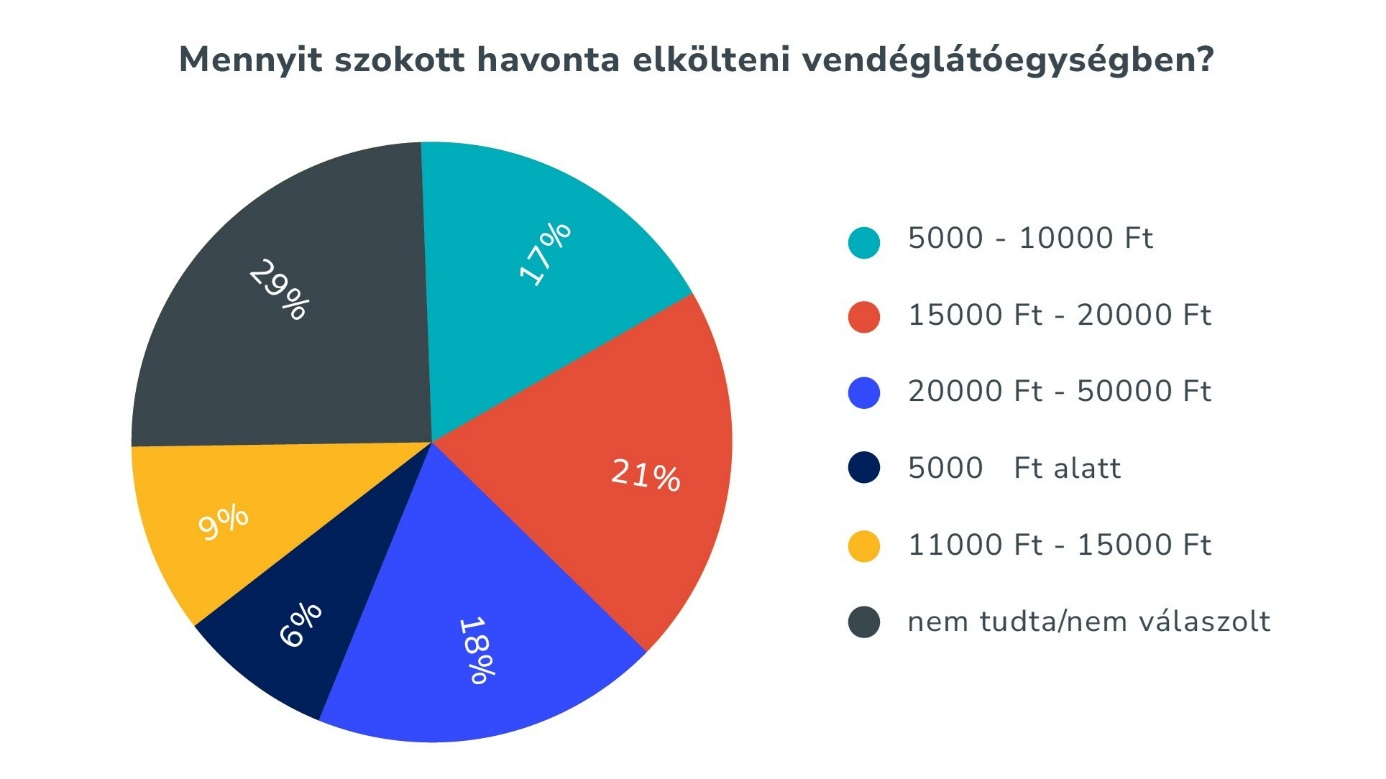 Mennyit szokott havonta elkölteni vendéglátóegységben?
17%
21%
18%
6%
9%
29%
5000 - 10000 Ft
15000 Ft - 20000 Ft
20000 Ft - 50000 Ft
5000 Ft alatt
11000 Ft - 15000 Ft
nem tudta/nem válaszolt